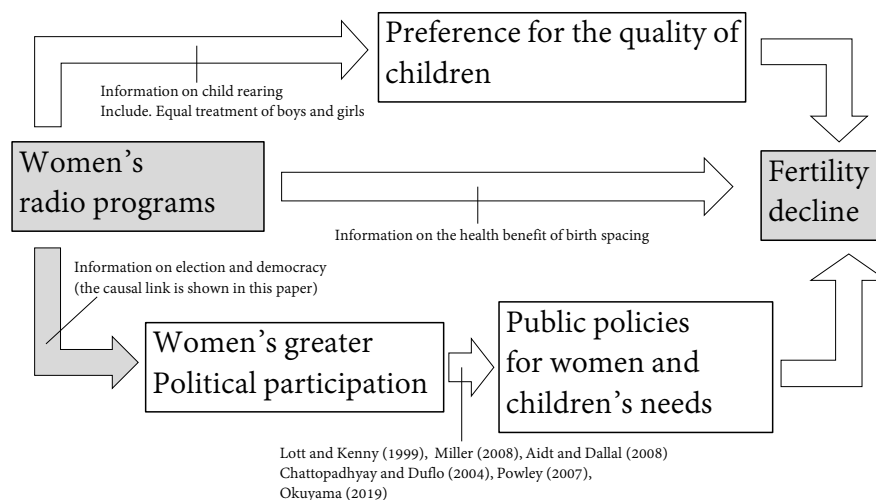 Preference for the quality of
children
Information on child rearing
Include. Equal treatment of boys and girls
Women's
radio programs
Fertility
decline
Information on the health benefit of birth spacing
Information on election and democracy
(the causal link is shown in this paper)
Women's greater
Political participation
Public policies
for women and
children's needs
Lott and Kenny (1999), Miller (2008), Aidt and Dallal (2008)
Chattopadhyay and Duflo (2004), Powley (2007),
Okuyama (2019)